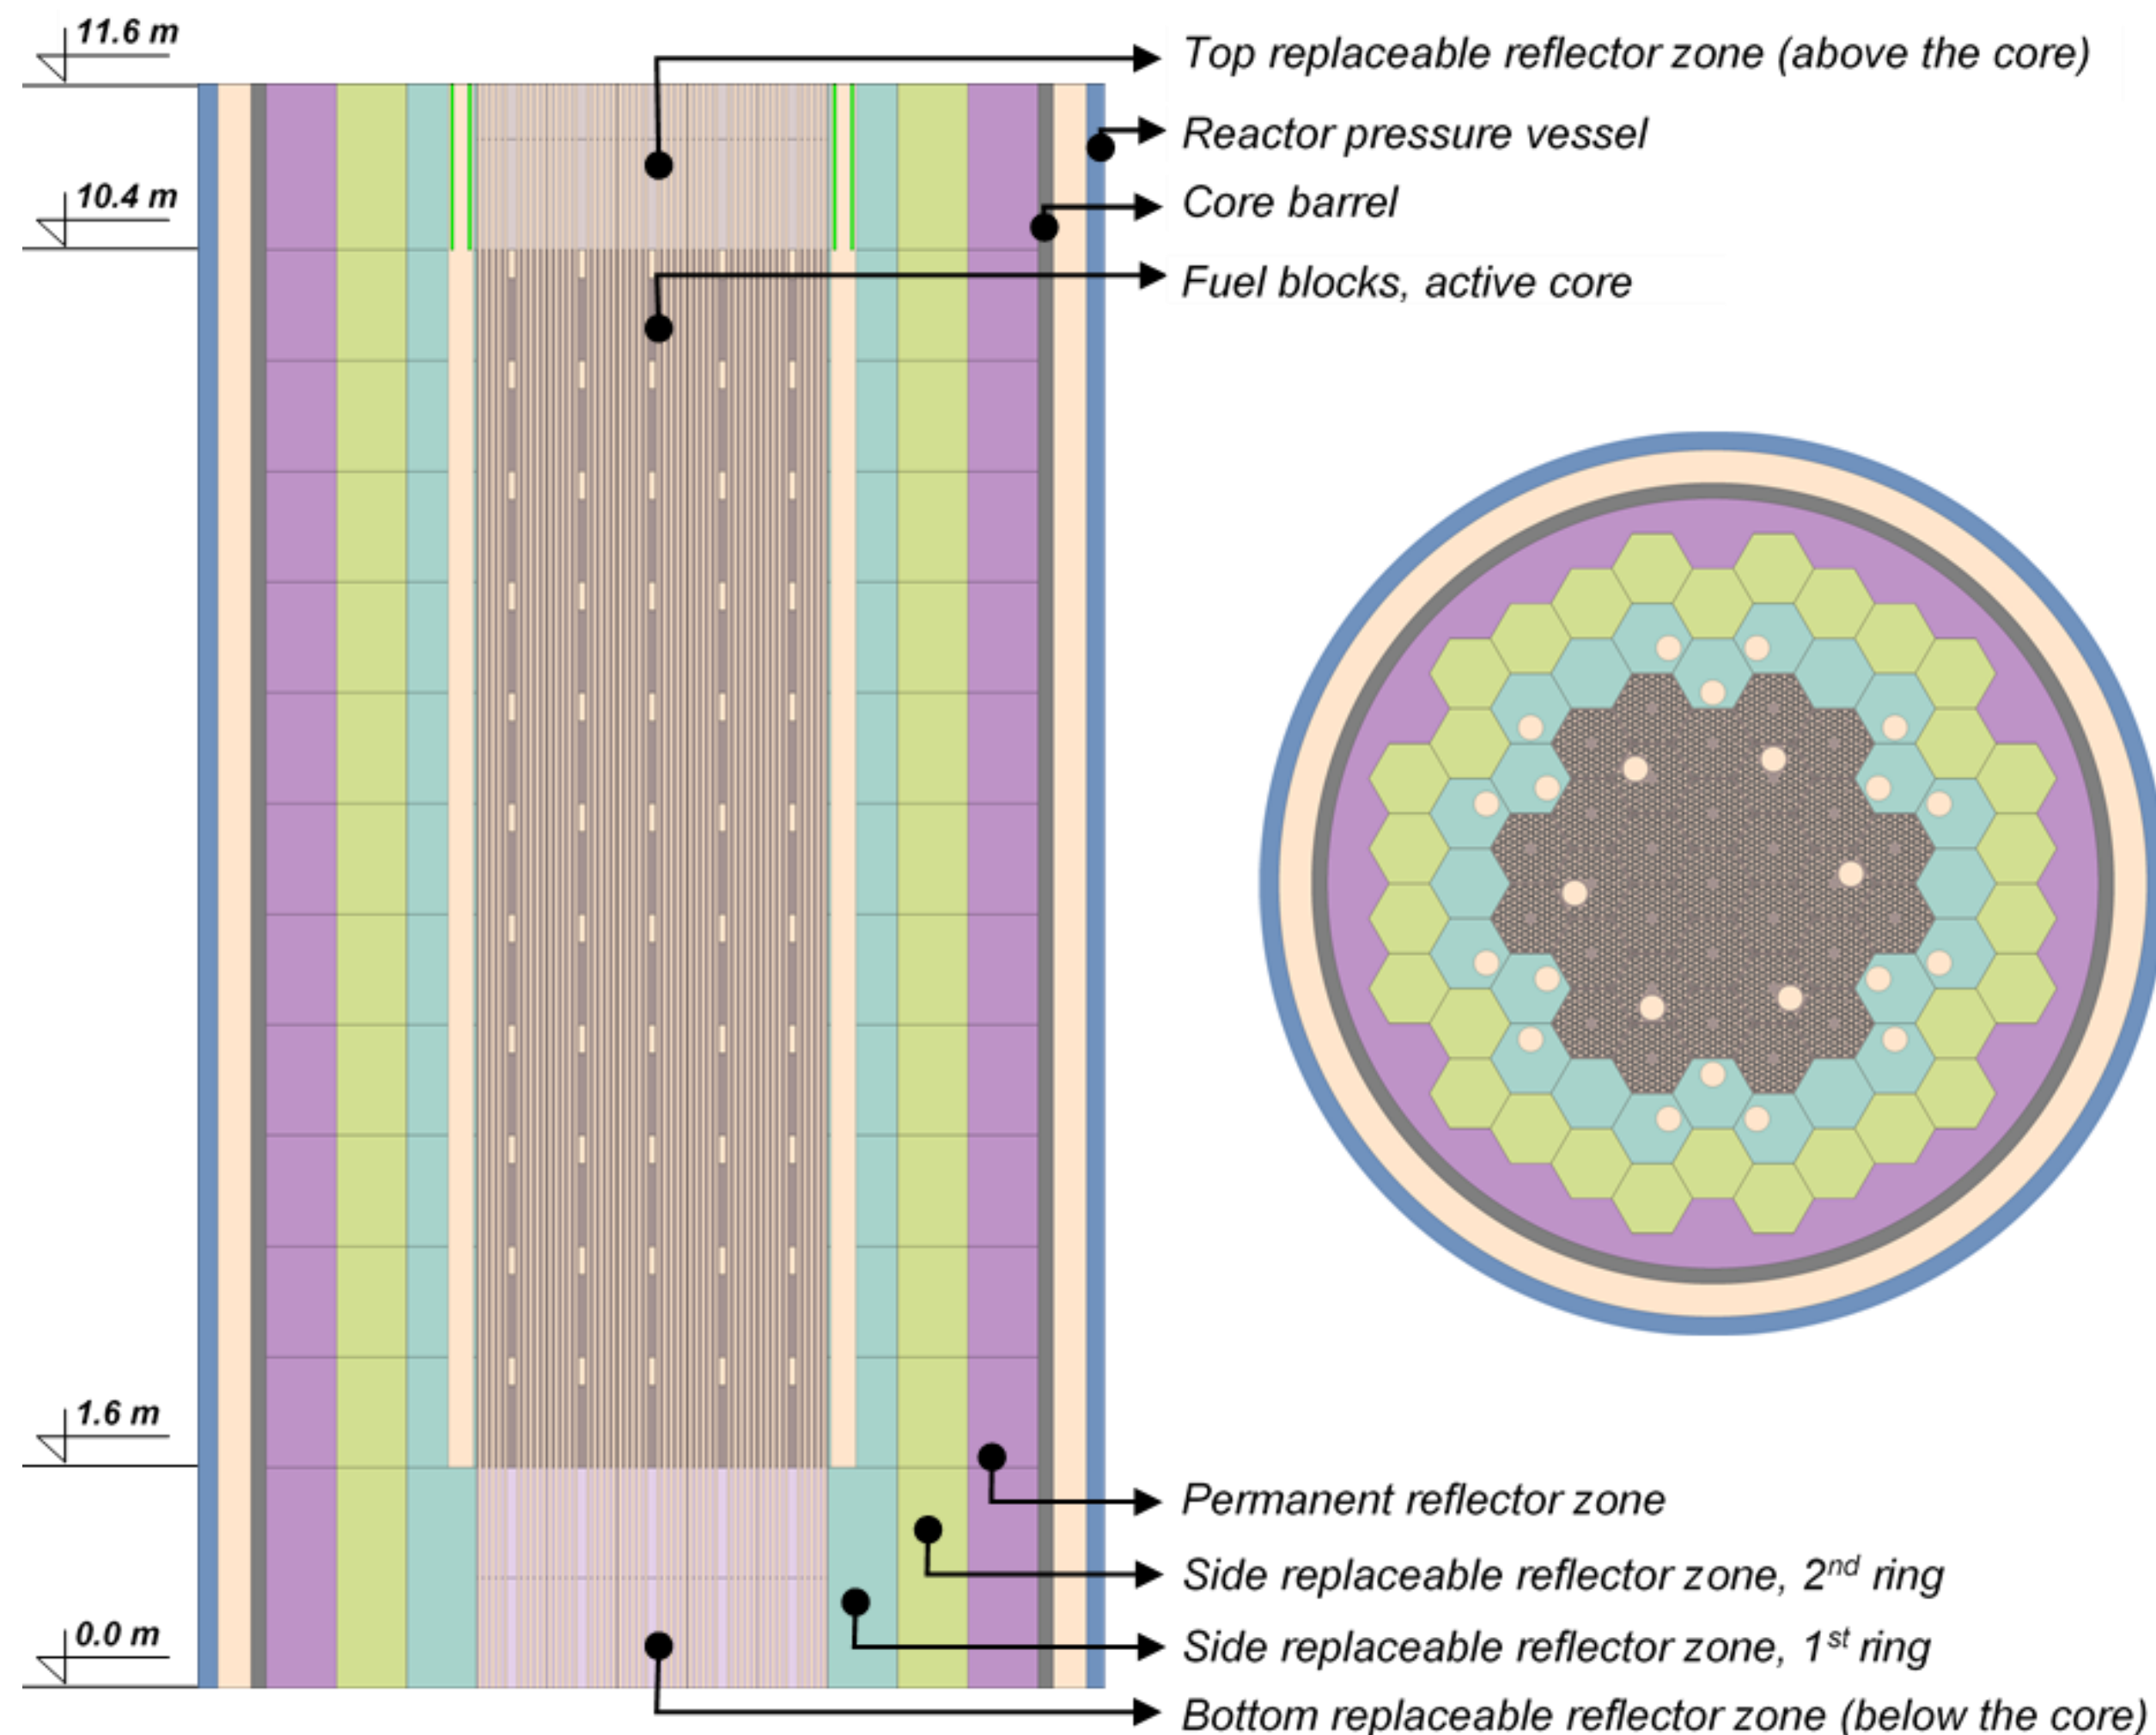 11.6 m
Top replaceable reflector zone (above the core)
Reactor pressure vessel
10.4 m
Core barrel
Fuel blocks, active core
1.6 m
Permanent reflector zone
Side replaceable reflector zone, 2nd ring
0.0 m
Side replaceable reflector zone, 1st ring
Bottom replaceable reflector zone (below the core)